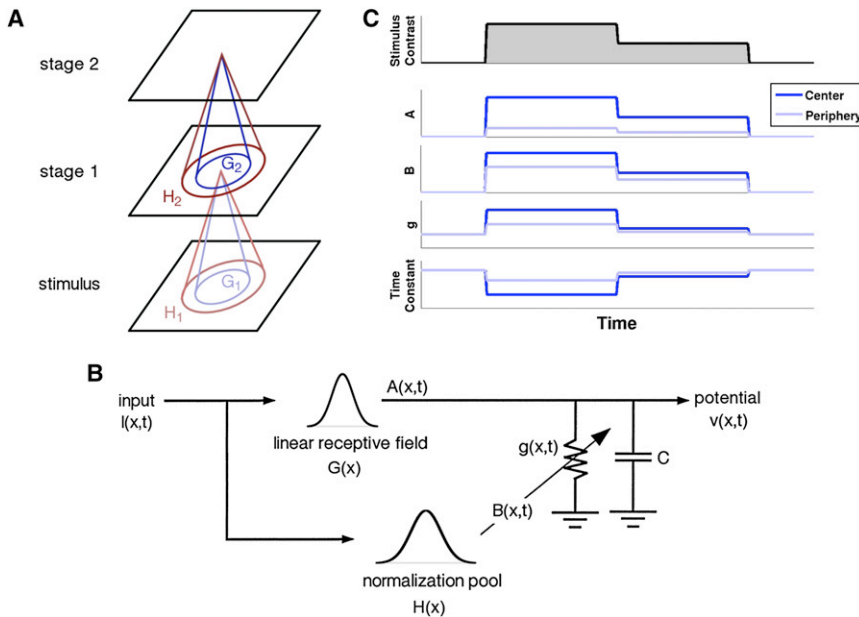 A
stage 2
stage 1
G2
H2
stimulus
G1
H1
C
Stimulus
Contrast
Center
Periphery
A
B
g
Time
Constant
Time
B
input
I(x,t)
A(x,t)
potential
v(x,t)
linear receptive field
G(x)
g(x,t)
C
B(x,t)
normalization pool
H(x)